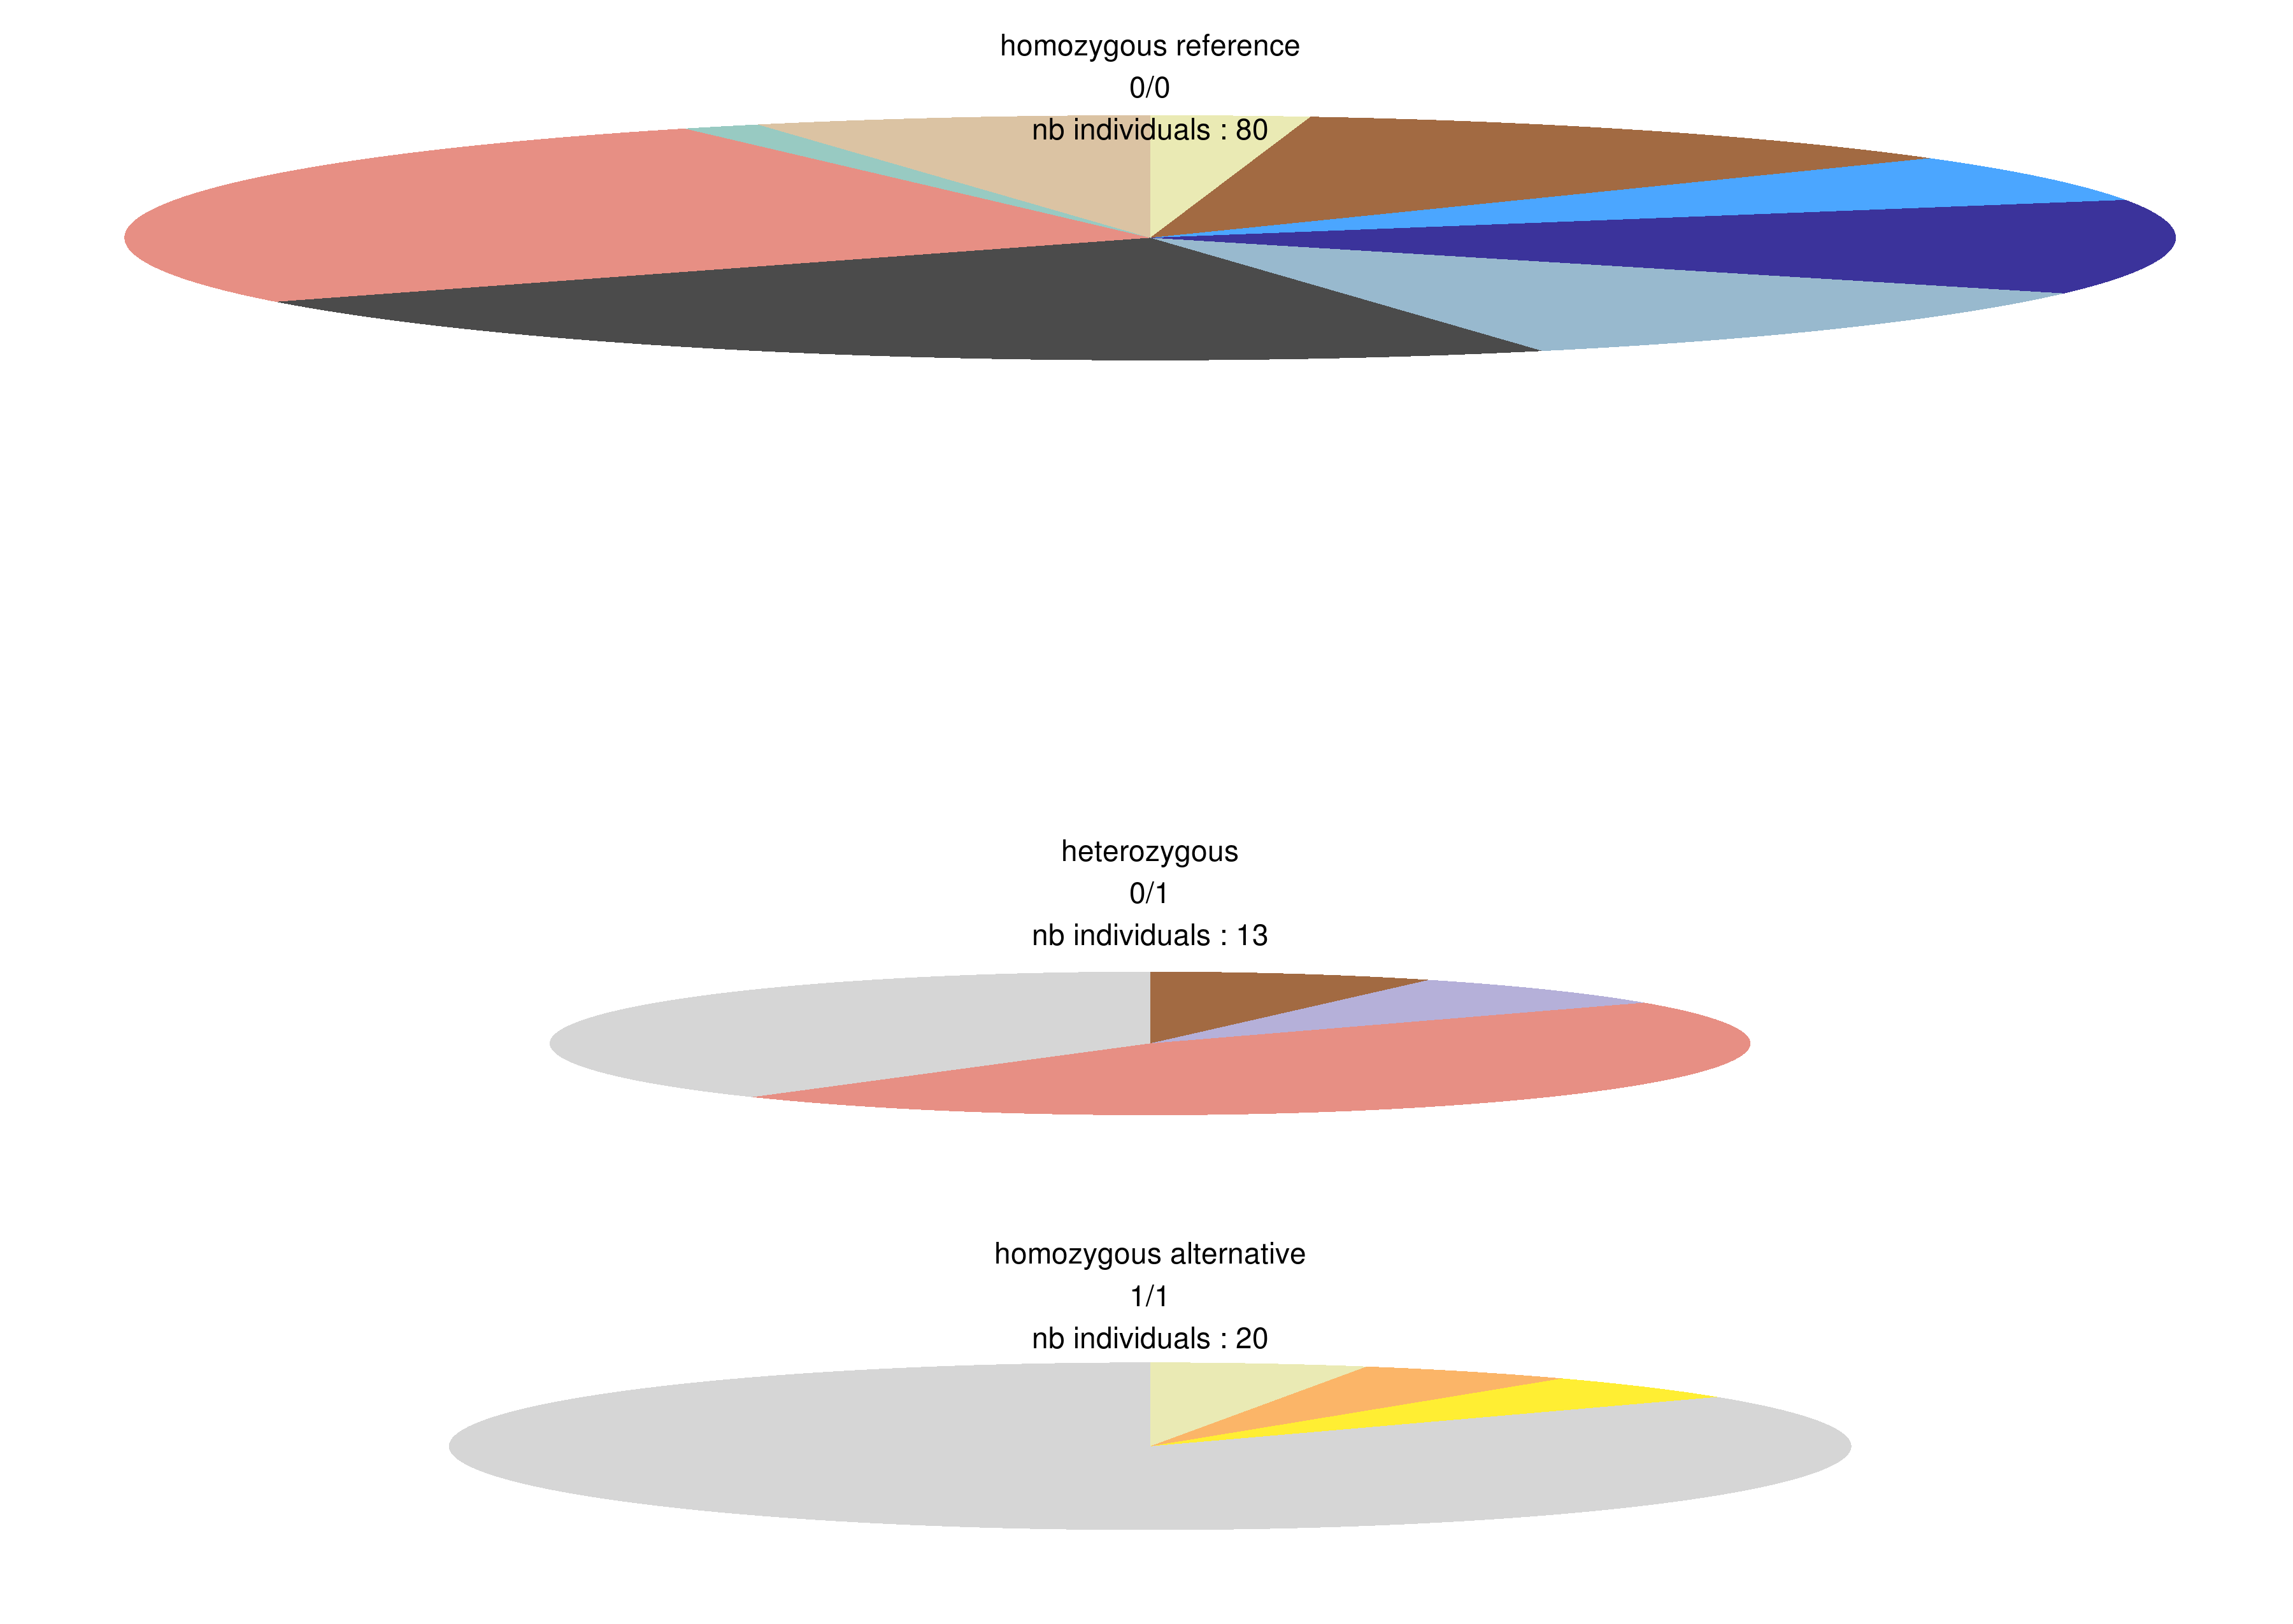 homozygous reference
0/0
nb individuals : 80
heterozygous
0/1
nb individuals : 13
homozygous alternative
1/1
nb individuals : 20